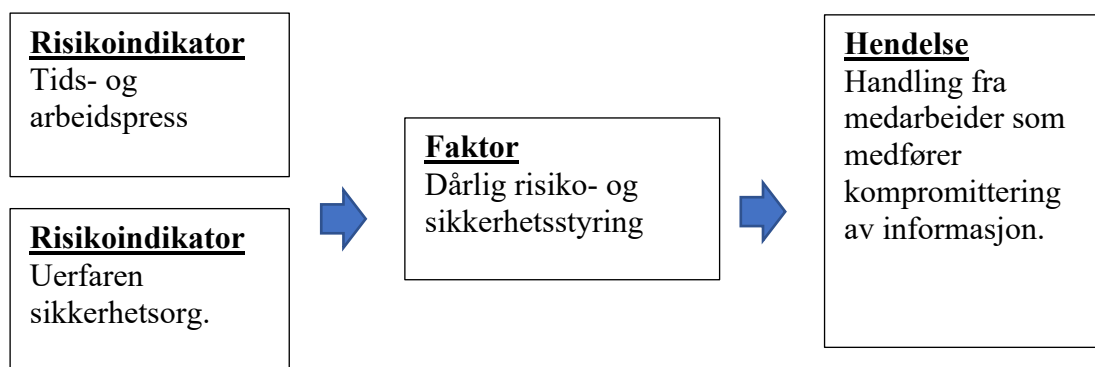 Risikoindikator
Tids- og
arbeidspress
Risikoindikator
Uerfaren
sikkerhetsorg.
Faktor
Dårlig risiko- og
sikkerhetsstyring
Hendelse
Handling fra
medarbeider som
medfører
kompromittering
av informasjon.